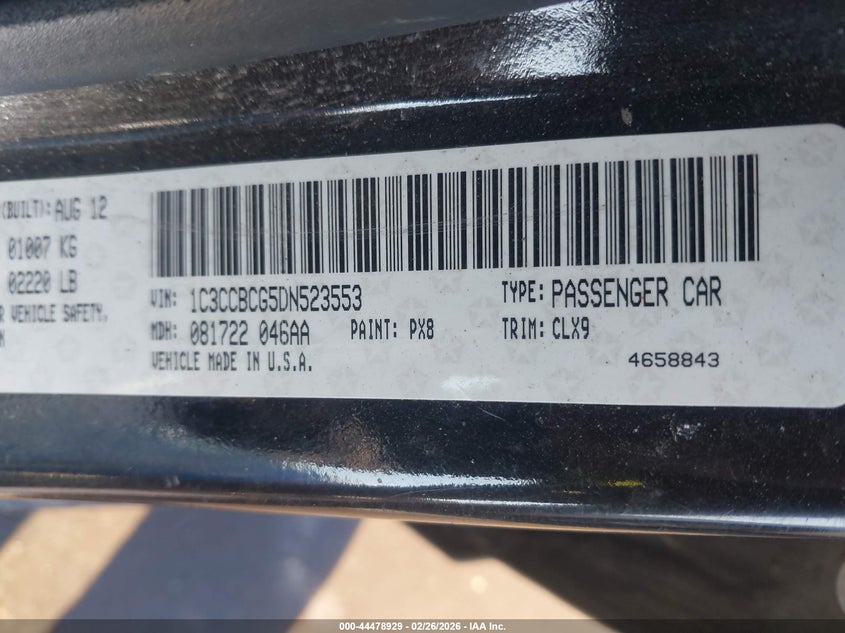 (BUILT): AUG 12
01007 KG
02220 LB
VEHICLE SAFETY.
VIN: 1C3CCBCG5DN523553 TYPE: PASSENGER CAR
MDH: 081722 046AA PAINT: PX8 TRIM: CLX9
VEHICLE MADE IN U.S.A. 4658843
000-44478929 - 02/26/2026 - IAA Inc.